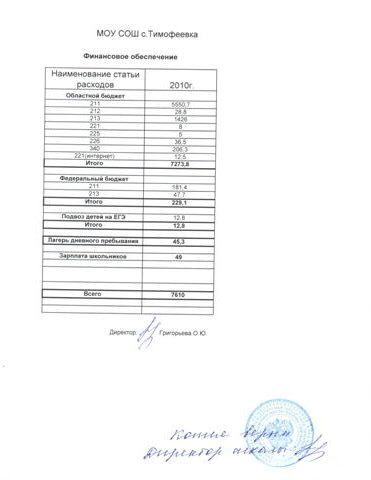 МОУ СОШ с.Тимофеевка
Финансовое обеспечение
Наименование статьи расходов 2010г.
Областной бюджет
211 5550,7
212 28,8
213 1426
221 8
225 5
226 36,5
340 206,3
221(интернет) 12,5
Итого 7273,8
Федеральный бюджет
211 181,4
213 47,7
Итого 229,1
Подвоз детей на ЕГЭ 12,8
Итого 12,8
Лагерь дневного пребывания 45,3
Зарплата школьников 49
Всего 7610
Директор: Григорьева О.Ю.
Копия верна
Директор школы: